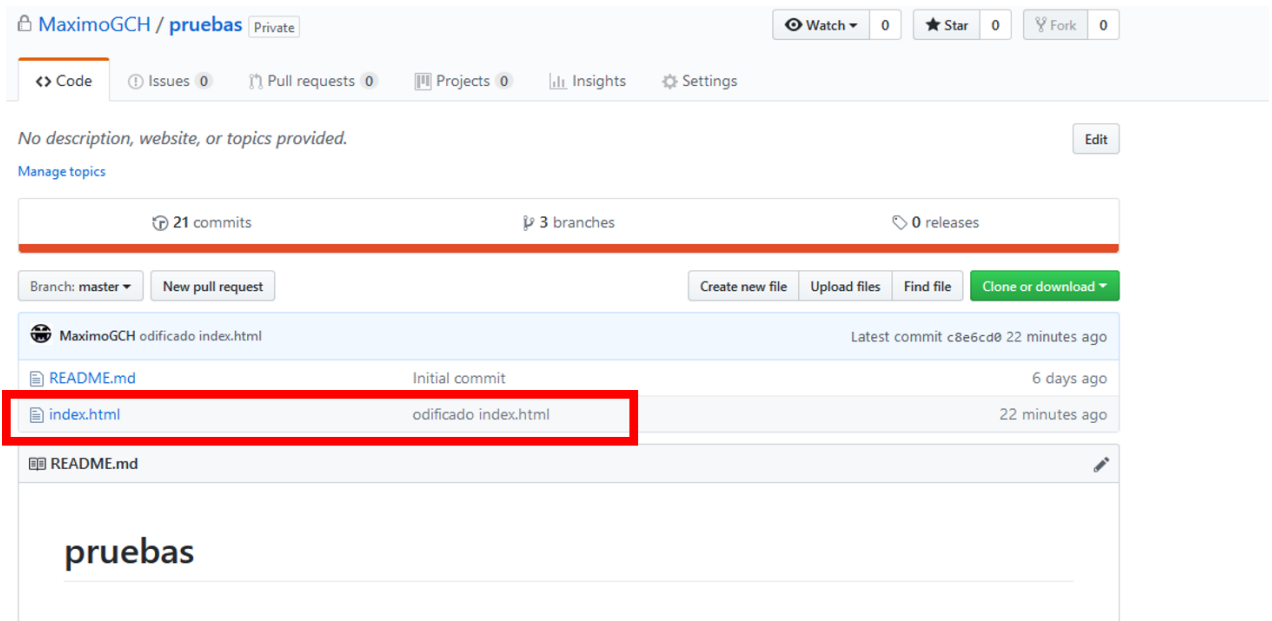 MaximoGCH / pruebas Private Watch 0 Star 0 Fork 0
Code Issues 0 Pull requests 0 Projects 0 Insights Settings
No description, website, or topics provided. Edit
Manage topics
21 commits 3 branches 0 releases
Branch: master New pull request Create new file Upload files Find file Clone or download
MaximoGCH odificado index.html Latest commit c8e6cd0 22 minutes ago
README.md Initial commit 6 days ago
index.html odificado index.html 22 minutes ago
README.md
pruebas